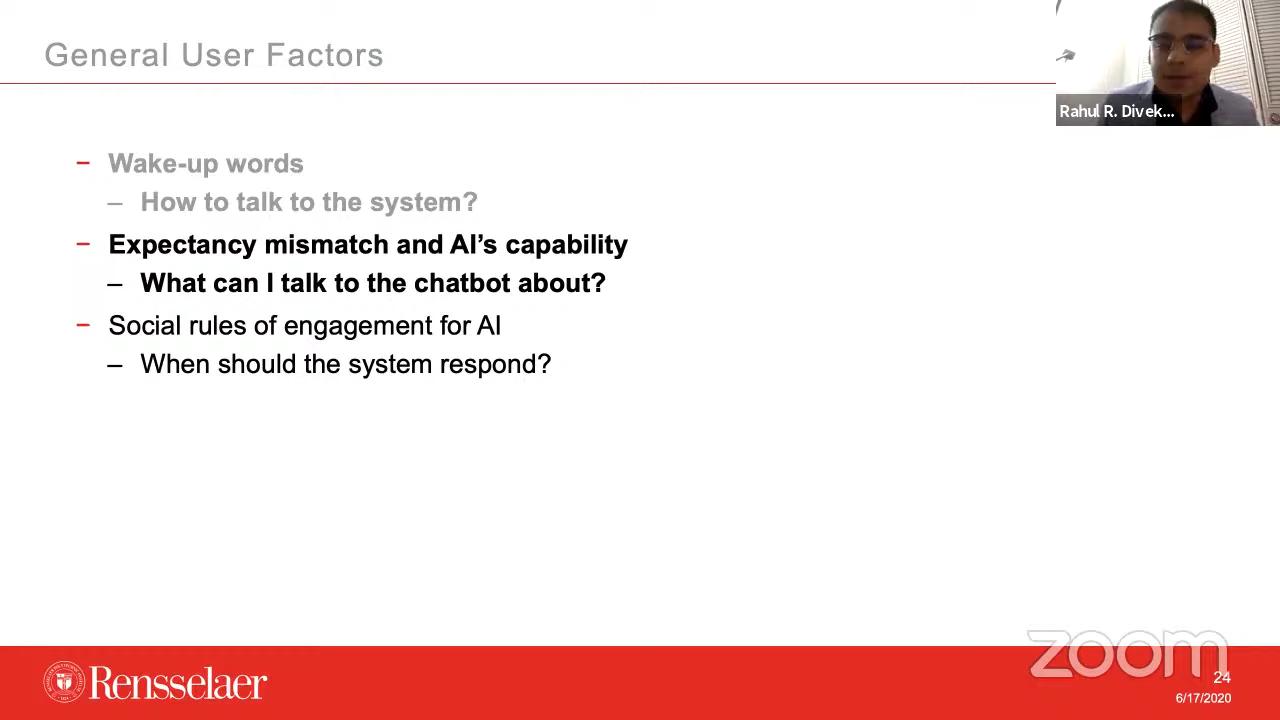 General User Factors
Rahul R. Divek...
– Wake-up words
– How to talk to the system?
– Expectancy mismatch and AI’s capability
– What can I talk to the chatbot about?
– Social rules of engagement for AI
– When should the system respond?
zoom
Rensselaer
24
6/17/2020